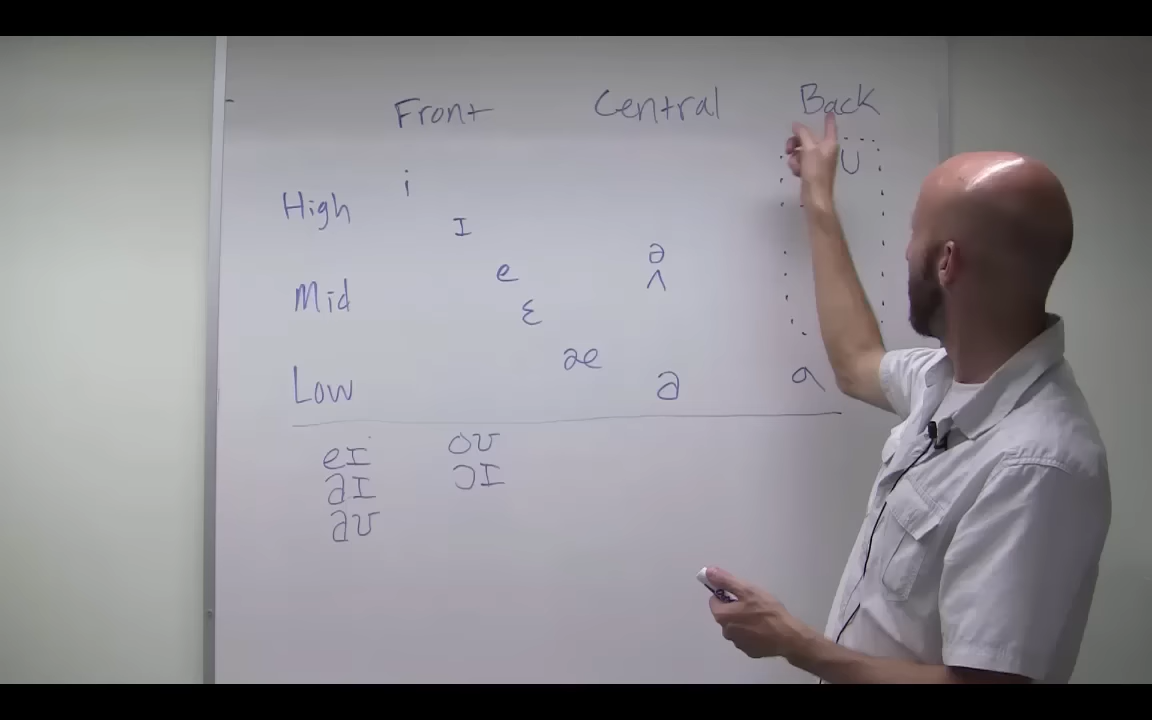 Front Central Back
i u
High
ɪ
e ə
Mid ʌ
ɛ
æ
Low a ɑ
eɪ oʊ
aɪ ɔɪ
aʊ